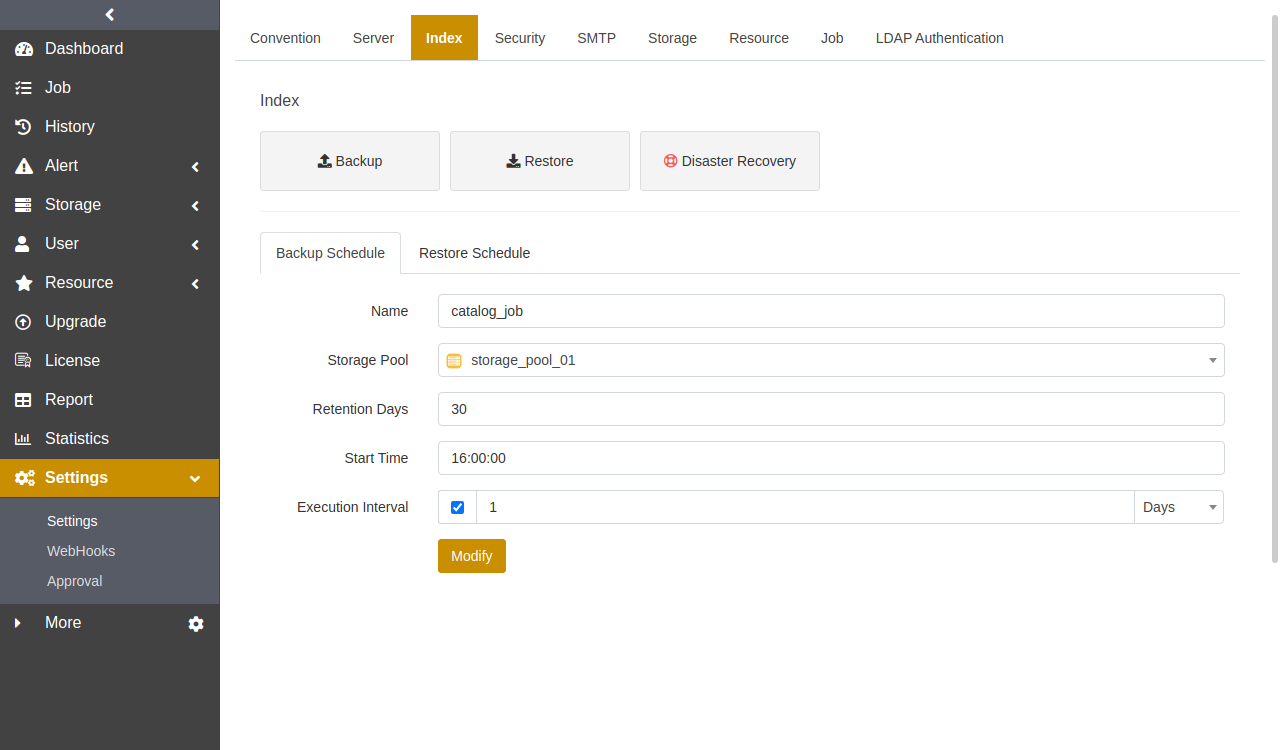 Dashboard
Job
History
Alert
Storage
User
Resource
Upgrade
License
Report
Statistics
Settings
Settings
WebHooks
Approval
More
Convention Server Index Security SMTP Storage Resource Job LDAP Authentication
Index
Backup Restore Disaster Recovery
Backup Schedule Restore Schedule
Name catalog_job
Storage Pool storage_pool_01
Retention Days 30
Start Time 16:00:00
Execution Interval 1 Days
Modify